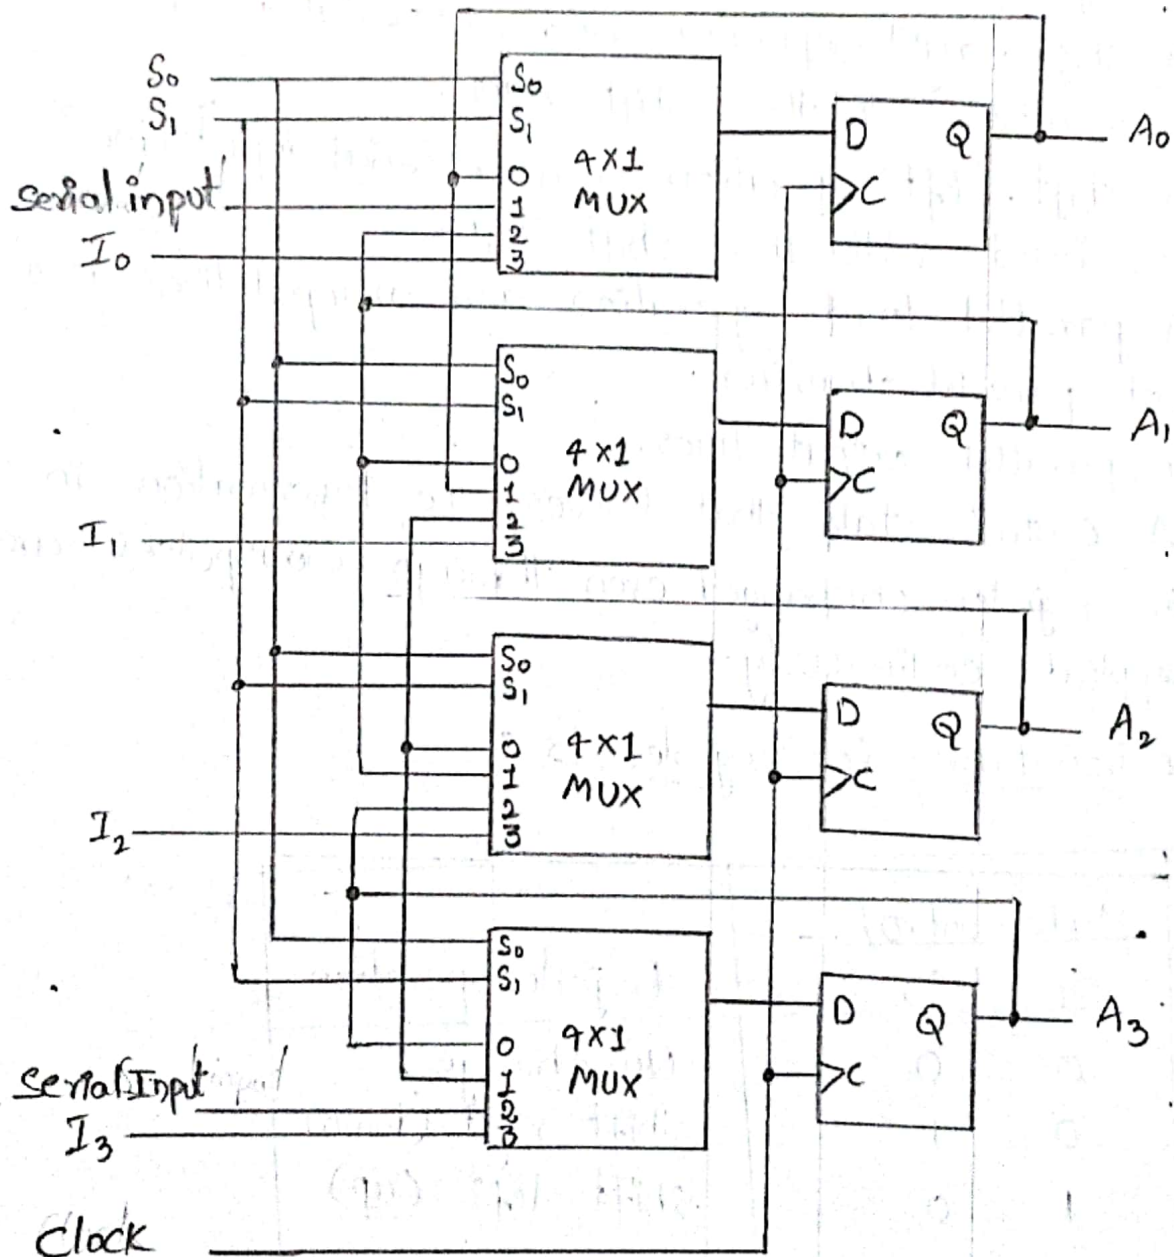 S₀
S₁
serial input
I₀
S₀
S₁
0
1
2
3
4X1
MUX
D Q
C
A₀
I₁
S₀
S₁
0
1
2
3
4X1
MUX
D Q
C
A₁
I₂
S₀
S₁
0
1
2
3
4X1
MUX
D Q
C
A₂
serial Input
I₃
S₀
S₁
0
1
2
3
4X1
MUX
D Q
C
A₃
Clock